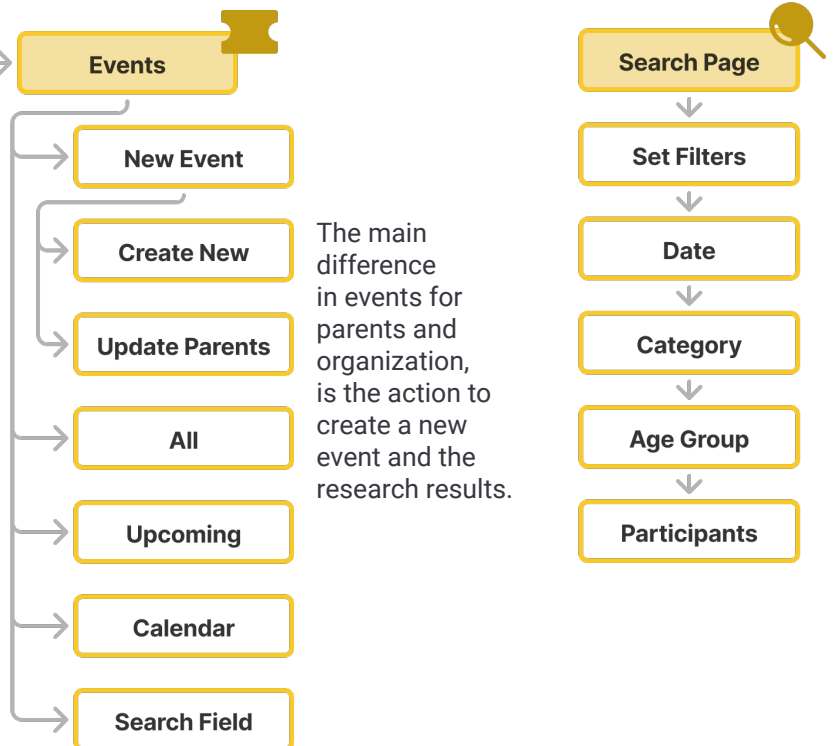 Events
New Event
Create New
Update Parents
All
Upcoming
Calendar
Search Field
The main
difference
in events for
parents and
organization,
is the action to
create a new
event and the
research results.
Search Page
Set Filters
Date
Category
Age Group
Participants